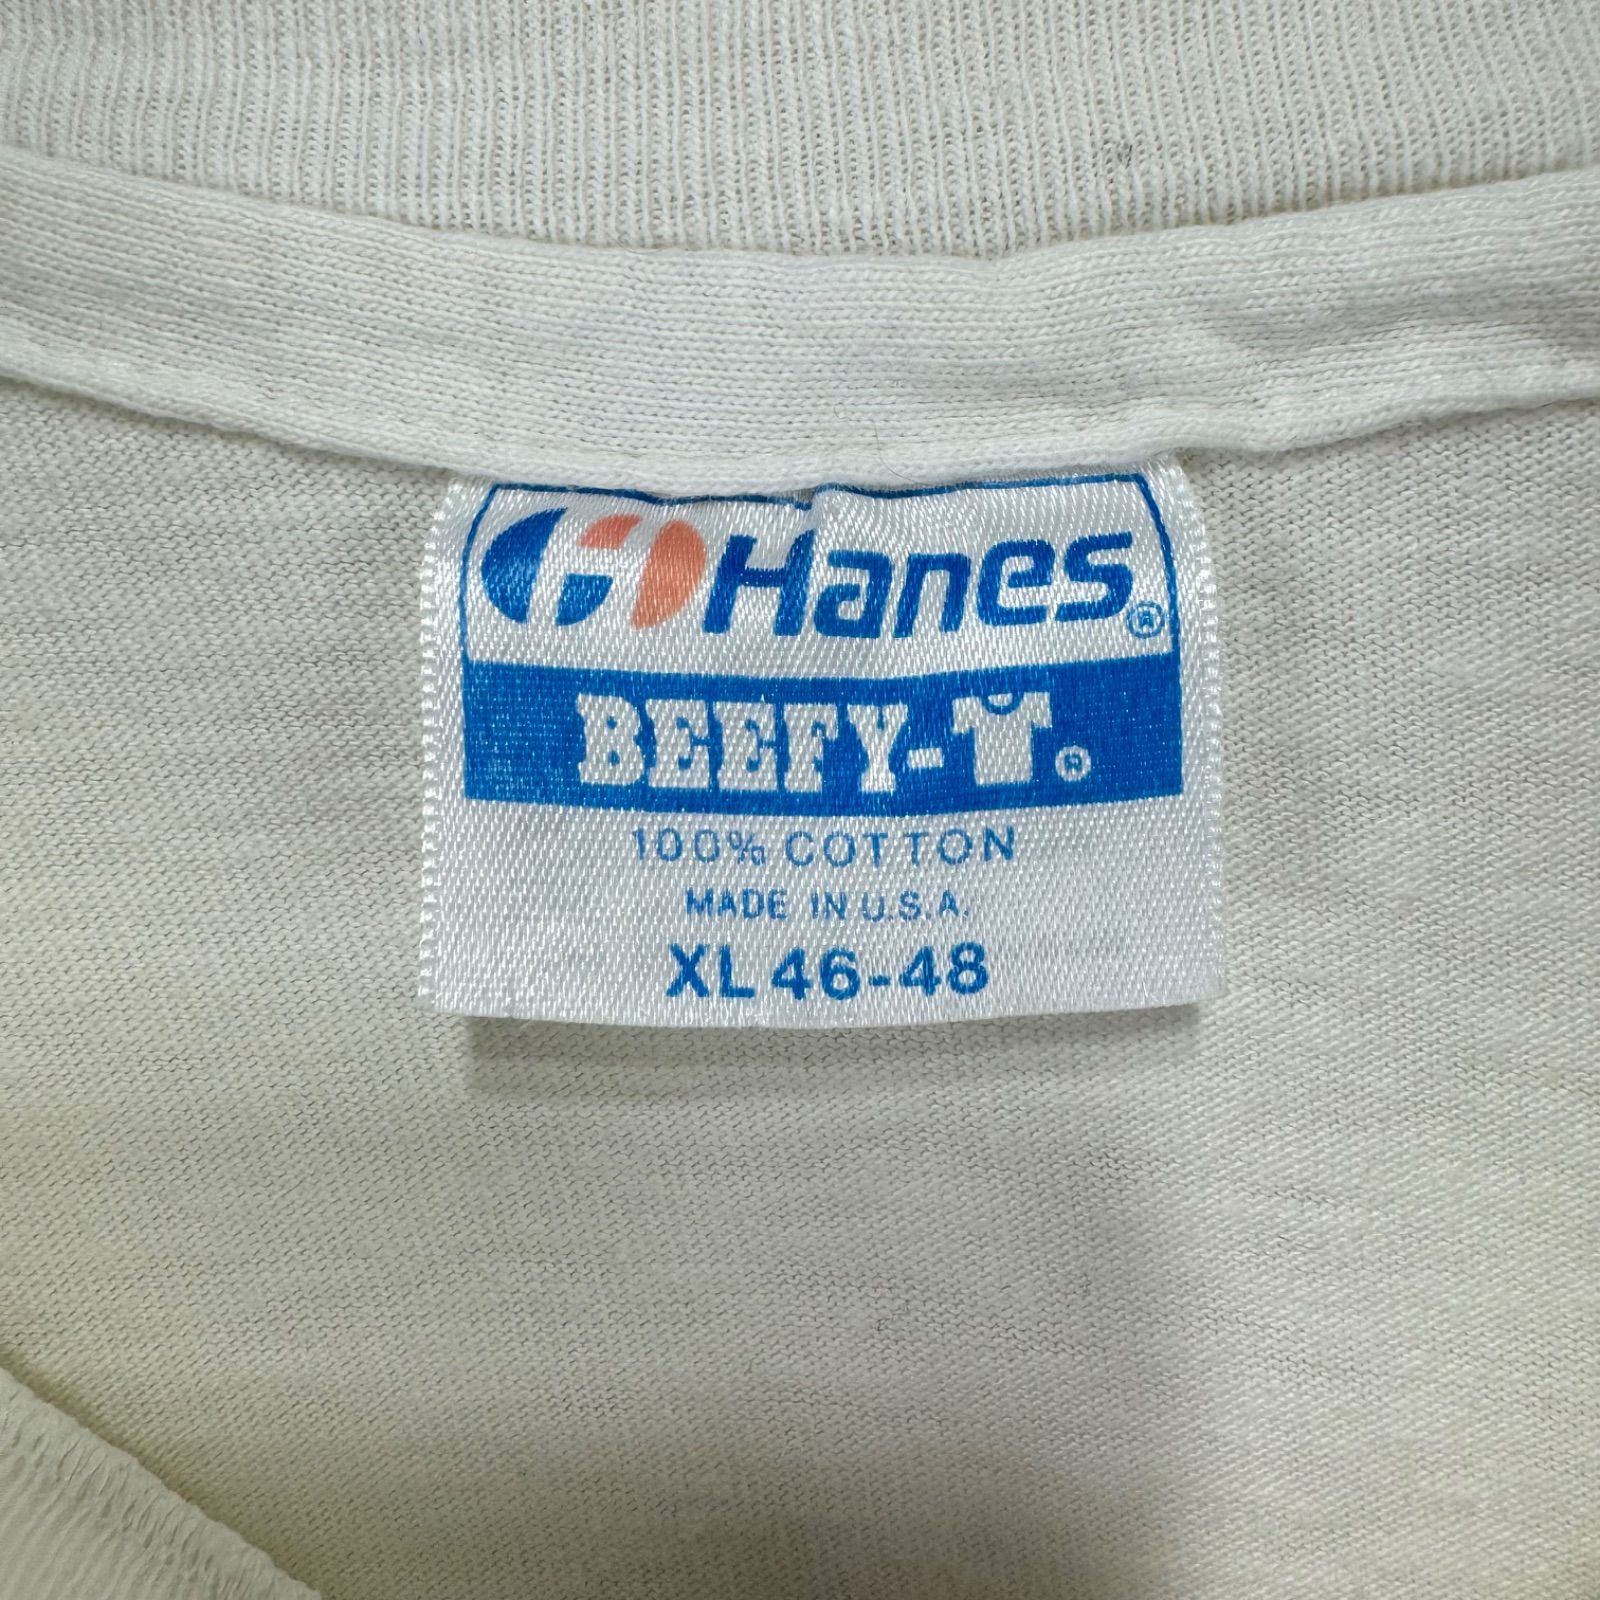 Hanes®
BEEFY-T®
100% COTTON
MADE IN U.S.A.
XL 46-48